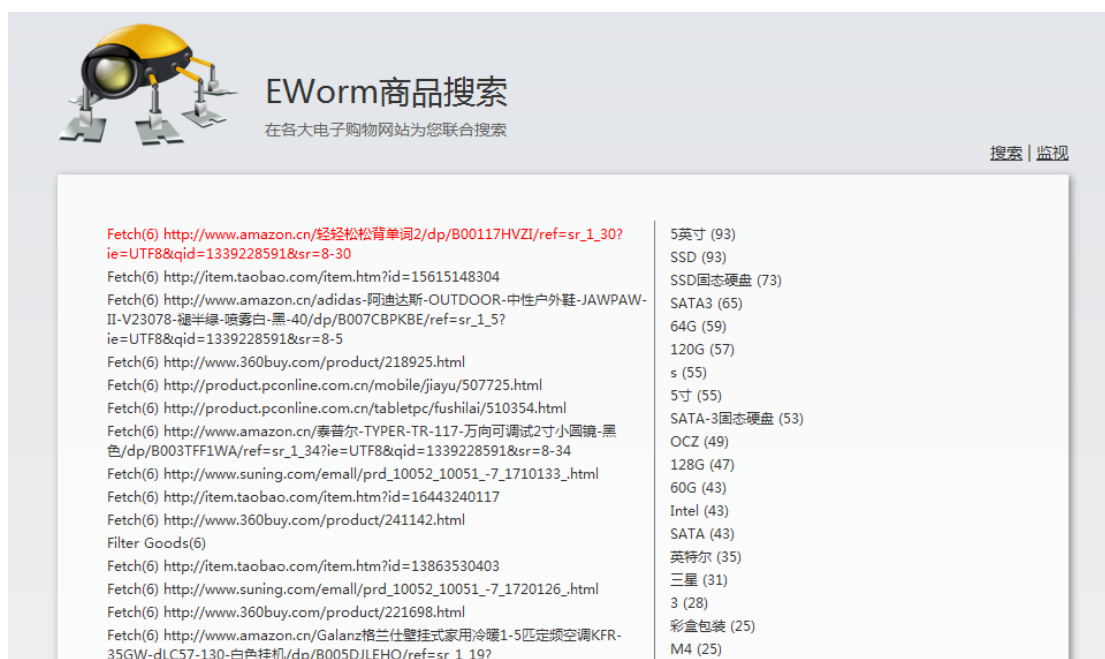 EWorm商品搜索
在各大电子购物网站为您联合搜索
搜索 | 监视
Fetch(6) http://www.amazon.cn/轻轻松松背单词2/dp/B00117HVZI/ref=sr_1_30?
ie=UTF8&qid=1339228591&sr=8-30
Fetch(6) http://item.taobao.com/item.htm?id=15615148304
Fetch(6) http://www.amazon.cn/adidas-阿迪达斯-OUTDOOR-中性户外鞋-JAWPAW-
II-V23078-褪半绿-喷雾白-黑-40/dp/B007CBPKBE/ref=sr_1_5?
ie=UTF8&qid=1339228591&sr=8-5
Fetch(6) http://www.360buy.com/product/218925.html
Fetch(6) http://product.pconline.com.cn/mobile/jiayu/507725.html
Fetch(6) http://product.pconline.com.cn/tabletpc/fushilai/510354.html
Fetch(6) http://www.amazon.cn/泰普尔-TYPER-TR-117-万向可调试2寸小圆镜-黑
色/dp/B003TFF1WA/ref=sr_1_34?ie=UTF8&qid=1339228591&sr=8-34
Fetch(6) http://www.suning.com/emall/prd_10052_10051_-7_1710133_.html
Fetch(6) http://item.taobao.com/item.htm?id=16443240117
Fetch(6) http://www.360buy.com/product/241142.html
Filter Goods(6)
Fetch(6) http://item.taobao.com/item.htm?id=13863530403
Fetch(6) http://www.suning.com/emall/prd_10052_10051_-7_1720126_.html
Fetch(6) http://www.360buy.com/product/221698.html
Fetch(6) http://www.amazon.cn/Galanz格兰仕壁挂式家用冷暖1-5匹定频空调KFR-
35GW-dLC57-130-白色挂机/dp/B005DJLEHO/ref=sr_1_19?
5英寸 (93)
SSD (93)
SSD固态硬盘 (73)
SATA3 (65)
64G (59)
120G (57)
s (55)
5寸 (55)
SATA-3固态硬盘 (53)
OCZ (49)
128G (47)
60G (43)
Intel (43)
SATA (43)
英特尔 (35)
三星 (31)
3 (28)
彩盒包装 (25)
M4 (25)